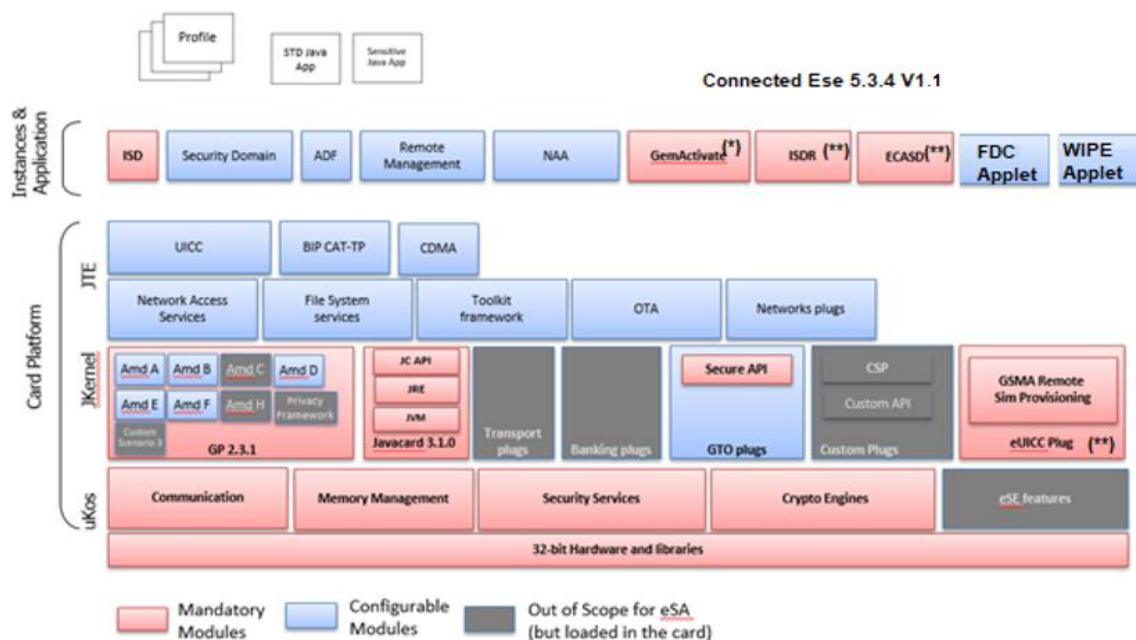 Profile
STD Java
App
Sensitive
Java App
Connected Ese 5.3.4 V1.1
Instances &
Application
ISD
Security Domain
ADF
Remote
Management
NAA
GemActivate(*)
ISDR (**)
ECASD(**)
FDC
Applet
WIPE
Applet
Card Platform
JTE
UICC
BIP CAT-TP
CDMA
Network Access
Services
File System
services
Toolkit
framework
OTA
Networks plugs
JKernel
Amd A
Amd B
Amd C
Amd D
Amd E
Amd F
Amd H
Privacy
Framework
Custom
Scenario 3
GP 2.3.1
JC API
JRE
JVM
Javacard 3.1.0
Transport
plugs
Banking plugs
Secure API
GTO plugs
CSP
Custom API
Custom Plugs
GSMA Remote
Sim Provisioning
eUICC Plug (**)
uKos
Communication
Memory Management
Security Services
Crypto Engines
eSE features
32-bit Hardware and libraries
Mandatory
Modules
Configurable
Modules
Out of Scope for eSA
(but loaded in the card)